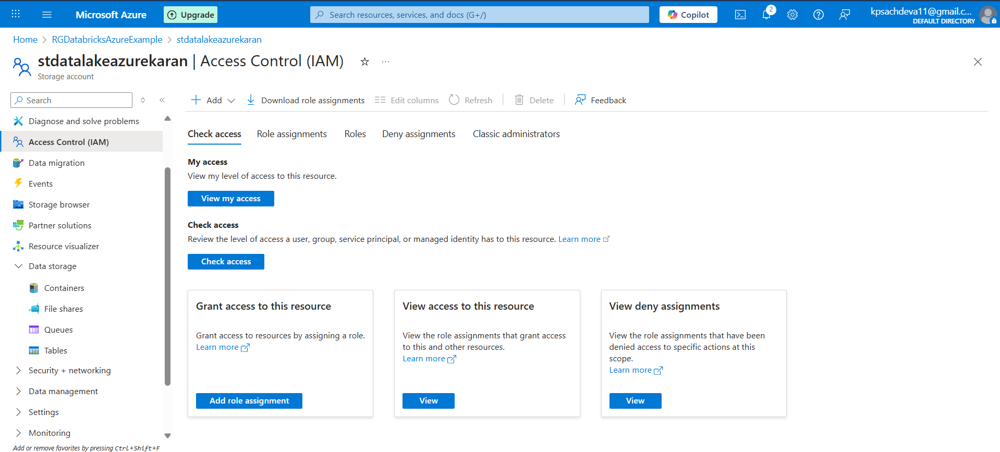 Microsoft Azure
Upgrade
Search resources, services, and docs (G+/)
Copilot
2
kpsachdeva11@gmail.c...
DEFAULT DIRECTORY
Home > RGDatabricksAzureExample > stdatalakeazurekaran
stdatalakeazurekaran | Access Control (IAM) ...
Storage account
Search
Diagnose and solve problems
Access Control (IAM)
Data migration
Events
Storage browser
Partner solutions
Resource visualizer
Data storage
Containers
File shares
Queues
Tables
Security + networking
Data management
Settings
Monitoring
Add or remove favorites by pressing Ctrl+Shift+F
Add Download role assignments Edit columns Refresh Delete Feedback
Check access Role assignments Roles Deny assignments Classic administrators
My access
View my level of access to this resource.
View my access
Check access
Review the level of access a user, group, service principal, or managed identity has to this resource. Learn more
Check access
Grant access to this resource
Grant access to resources by assigning a role.
Learn more
Add role assignment
View access to this resource
View the role assignments that grant access
to this and other resources.
Learn more
View
View deny assignments
View the role assignments that have been
denied access to specific actions at this
scope.
Learn more
View